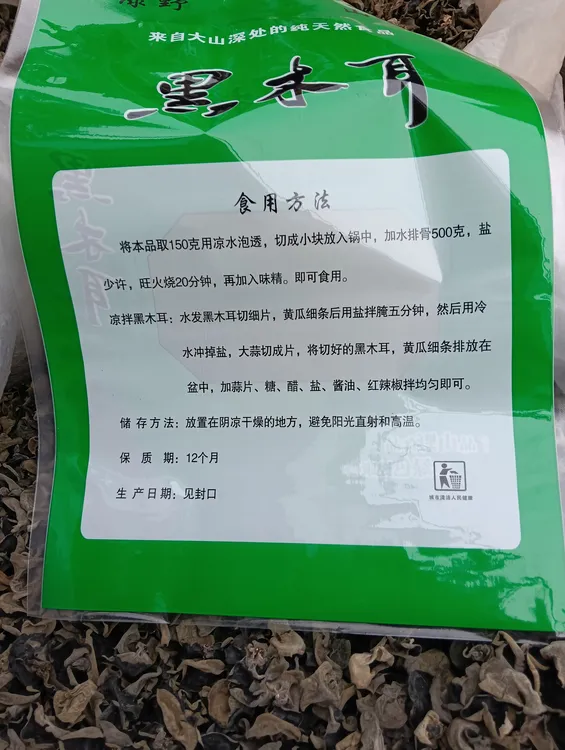 绿野
来自大山深处的纯天然食品
黑木耳
黑木耳
食用方法
将本品取150克用凉水泡透，切成小块放入锅中，加水排骨500克，盐
少许，旺火烧20分钟，再加入味精。即可食用。
凉拌黑木耳：水发黑木耳切细片，黄瓜细条后用盐拌腌五分钟，然后用冷
水冲掉盐，大蒜切成片，将切好的黑木耳，黄瓜细条排放在
盆中，加蒜片、糖、醋、盐、酱油、红辣椒拌均匀即可。
储存方法：放置在阴凉干燥的地方，避免阳光直射和高温。
保 质 期：12个月
生产日期：见封口